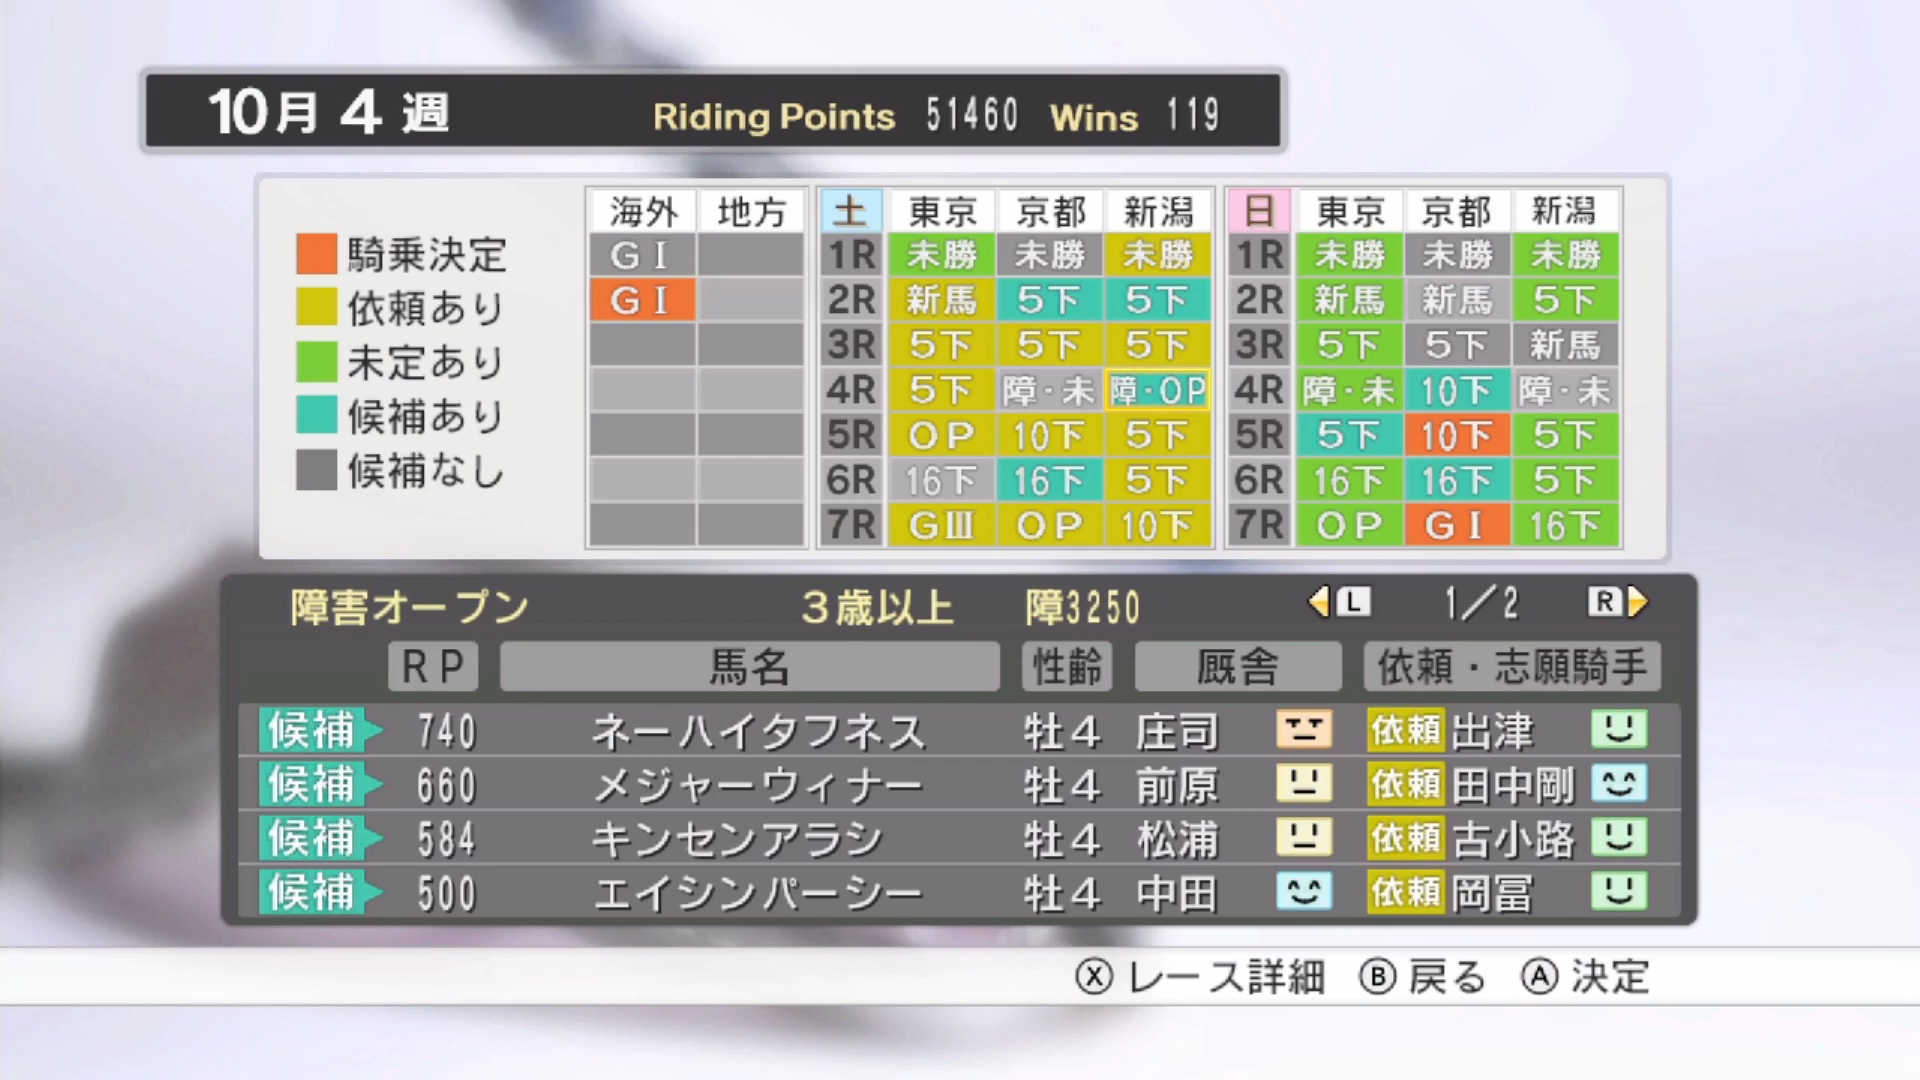 10月 4 週 Riding Points 51460 Wins 119
海外 地方 土 東京 京都 新潟 日 東京 京都 新潟
騎乗決定 GⅠ 1R 未勝 未勝 未勝 1R 未勝 未勝 未勝
依頼あり GⅠ 2R 新馬 5下 5下 2R 新馬 新馬 5下
未定あり 3R 5下 5下 5下 3R 5下 5下 新馬
候補あり 4R 5下 障・未 障・OP 4R 障・未 10下 障・未
候補なし 5R OP 10下 5下 5R 5下 10下 5下
6R 16下 16下 5下 6R 16下 16下 5下
7R GⅢ OP 10下 7R OP GⅠ 16下
障害オープン 3歳以上 障3250 L 1/2 R
RP 馬名 性齢 厩舎 依頼・志願騎手
候補 740 ネーハイタフネス 牡4 庄司 依頼 出津
候補 660 メジャーウィナー 牡4 前原 依頼 田中剛
候補 584 キンセンアラシ 牡4 松浦 依頼 古小路
候補 500 エイシンパーシー 牡4 中田 依頼 岡冨
X レース詳細 B 戻る A 決定